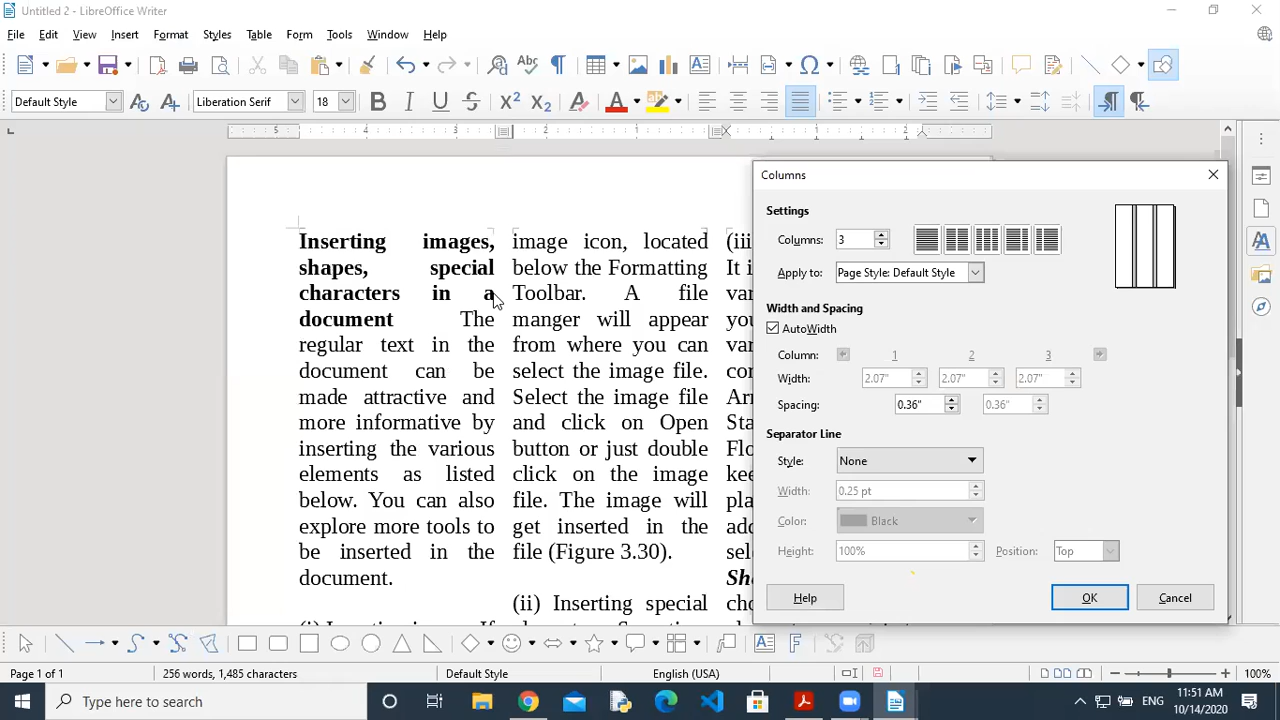 Untitled 2 - LibreOffice Writer
File Edit View Insert Format Styles Table Form Tools Window Help
Default Style Liberation Serif 18
5 4 3 2 1 1 2
Inserting images,
shapes, special
characters in a
document The
regular text in the
document can be
made attractive and
more informative by
inserting the various
elements as listed
below. You can also
explore more tools to
be inserted in the
document.
image icon, located
below the Formatting
Toolbar. A file
manger will appear
from where you can
select the image file.
Select the image file
and click on Open
button or just double
click on the image
file. The image will
get inserted in the
file (Figure 3.30).
(ii) Inserting special
(iii
It i
Columns
Settings
Columns: 3
Apply to: Page Style: Default Style
Width and Spacing
AutoWidth
Column: 1 2 3
Width: 2.07" 2.07" 2.07"
Spacing: 0.36" 0.36"
Separator Line
Style: None
Width: 0.25 pt
Color: Black
Height: 100% Position: Top
Help OK Cancel
Page 1 of 1 256 words, 1,485 characters Default Style English (USA) 100%
Type here to search
ENG 11:51 AM
10/14/2020